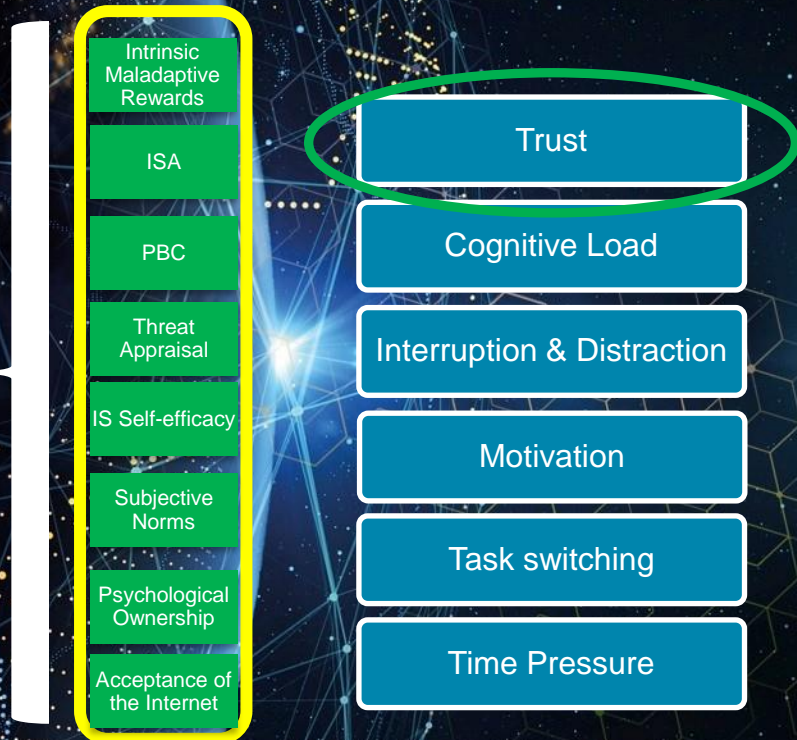 Intrinsic
Maladaptive
Rewards
ISA
PBC
Threat
Appraisal
IS Self-efficacy
Subjective
Norms
Psychological
Ownership
Acceptance of
the Internet
Trust
Cognitive Load
Interruption & Distraction
Motivation
Task switching
Time Pressure